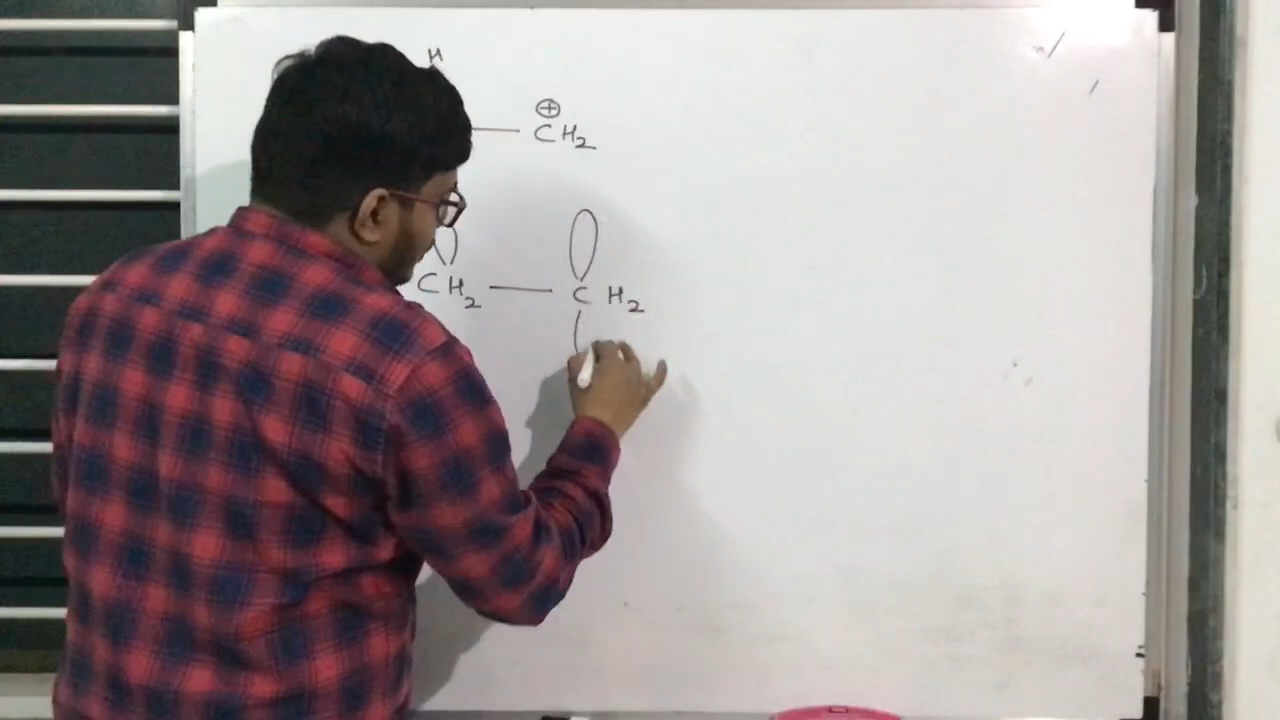 H
— CH2
⊕
CH2 — CH2